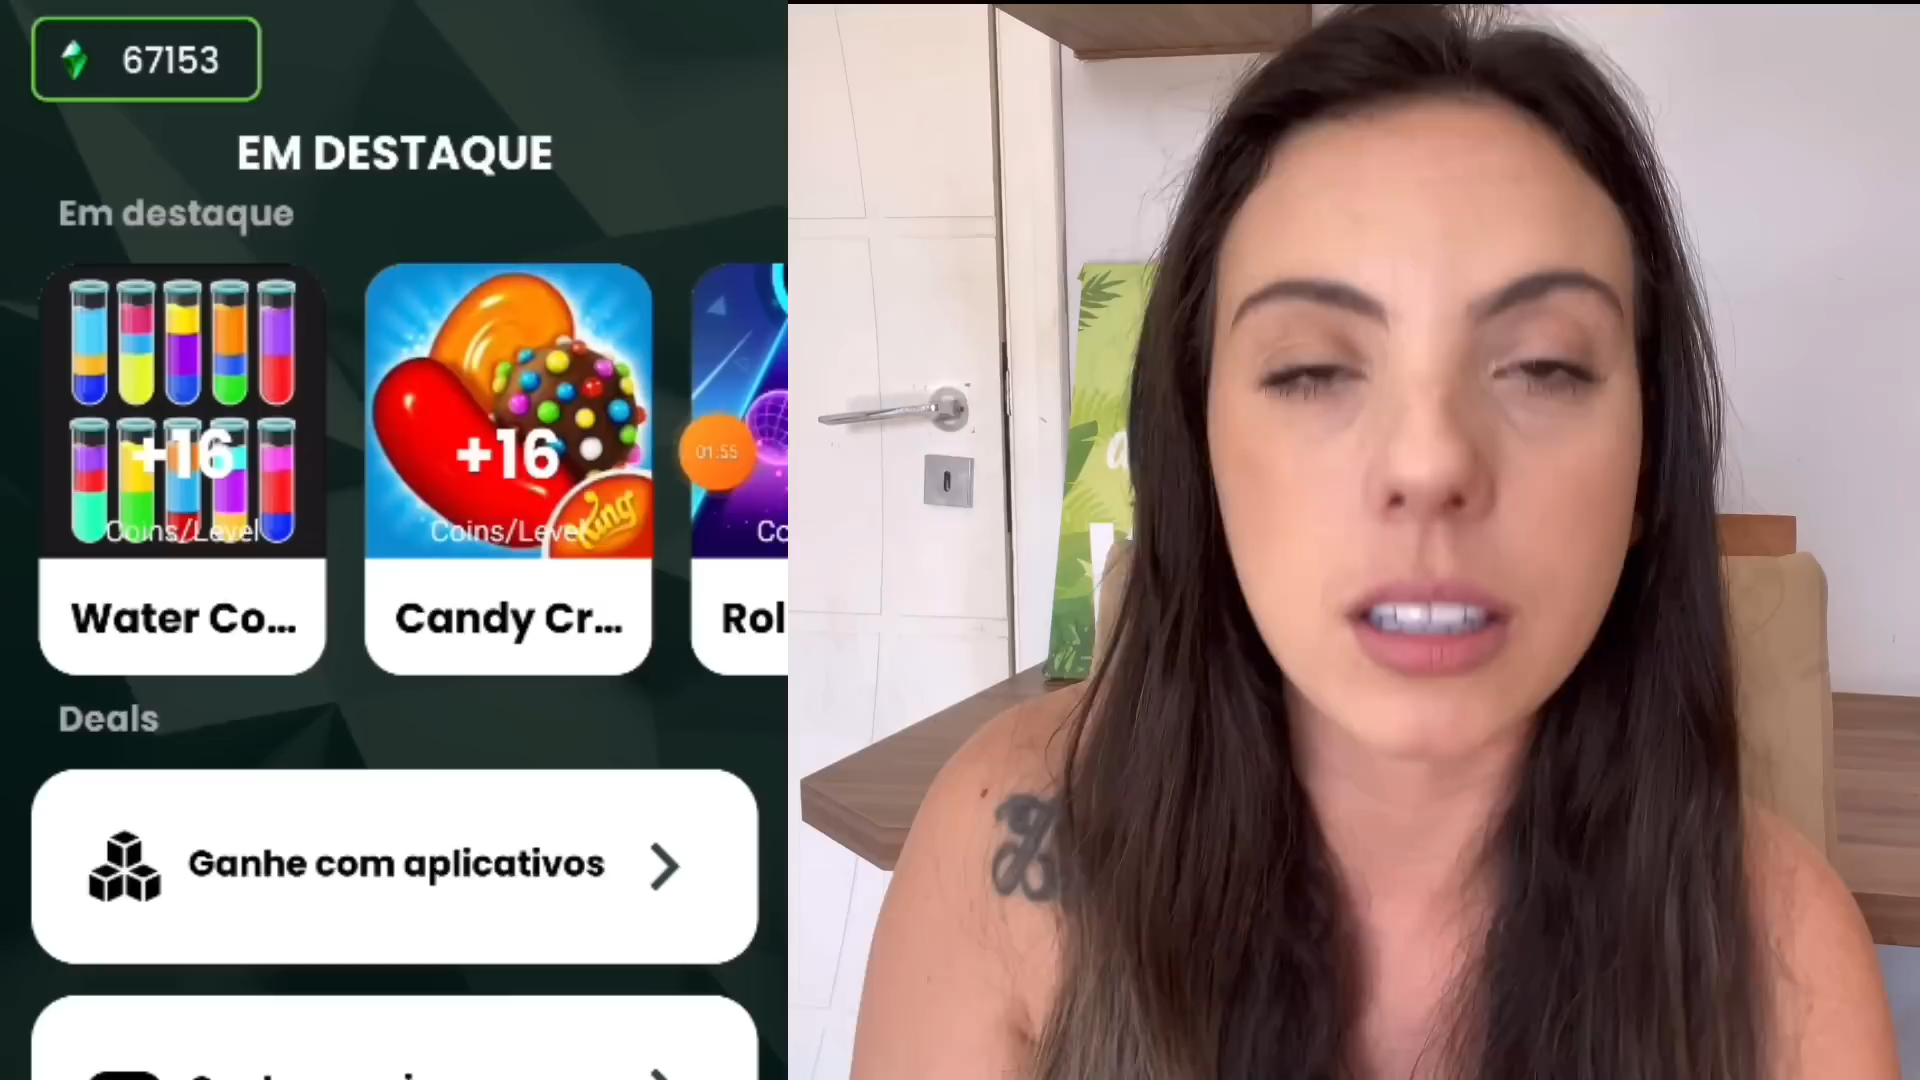 67153
EM DESTAQUE
Em destaque
+16
Coins/Level
Water Co...
+16
Coins/Level
King
Candy Cr...
01:55
Co
Rol
Deals
Ganhe com aplicativos